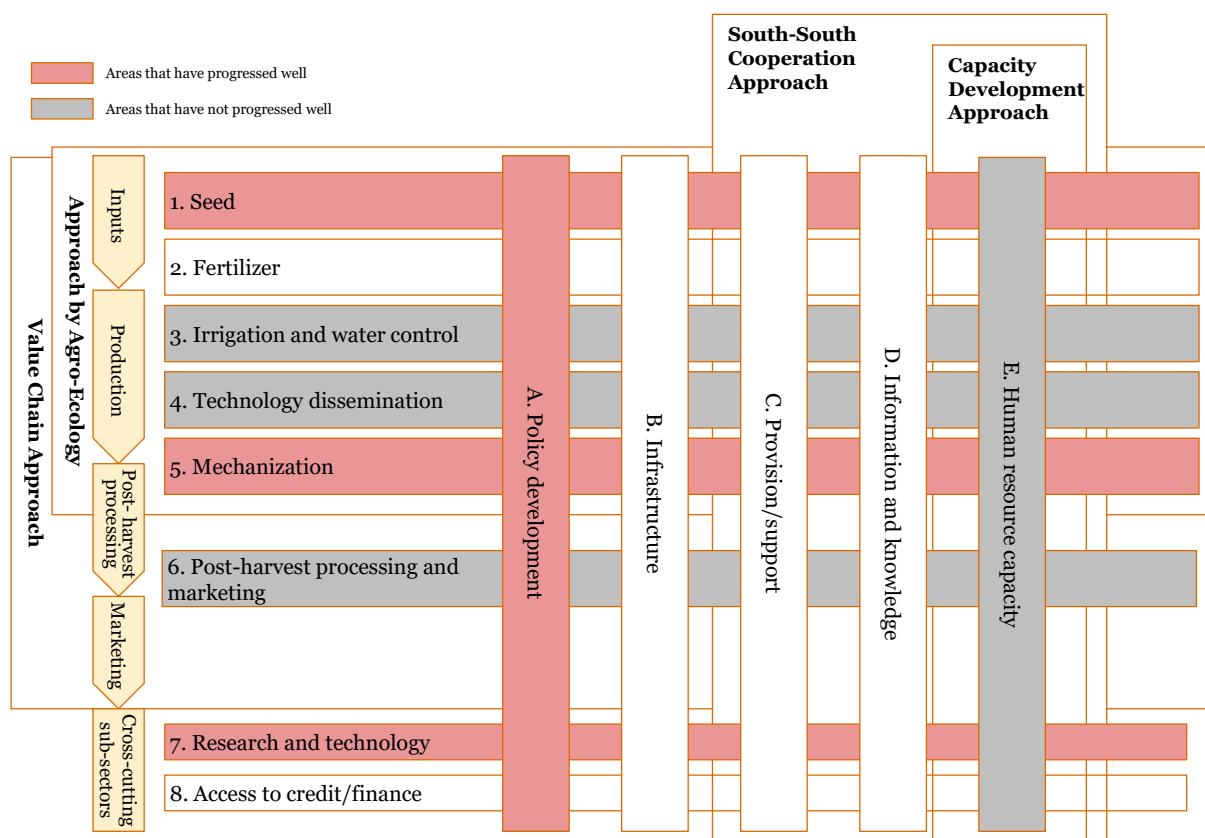 South-South
Cooperation
Approach
Capacity
Development
Approach
Areas that have progressed well
Areas that have not progressed well
Value Chain Approach
Approach by Agro-Ecology
Inputs
Production
Post- harvest
processing
Marketing
Cross-cutting
sub-sectors
1. Seed
2. Fertilizer
3. Irrigation and water control
4. Technology dissemination
5. Mechanization
6. Post-harvest processing and
marketing
7. Research and technology
8. Access to credit/finance
A. Policy development
B. Infrastructure
C. Provision/support
D. Information and knowledge
E. Human resource capacity